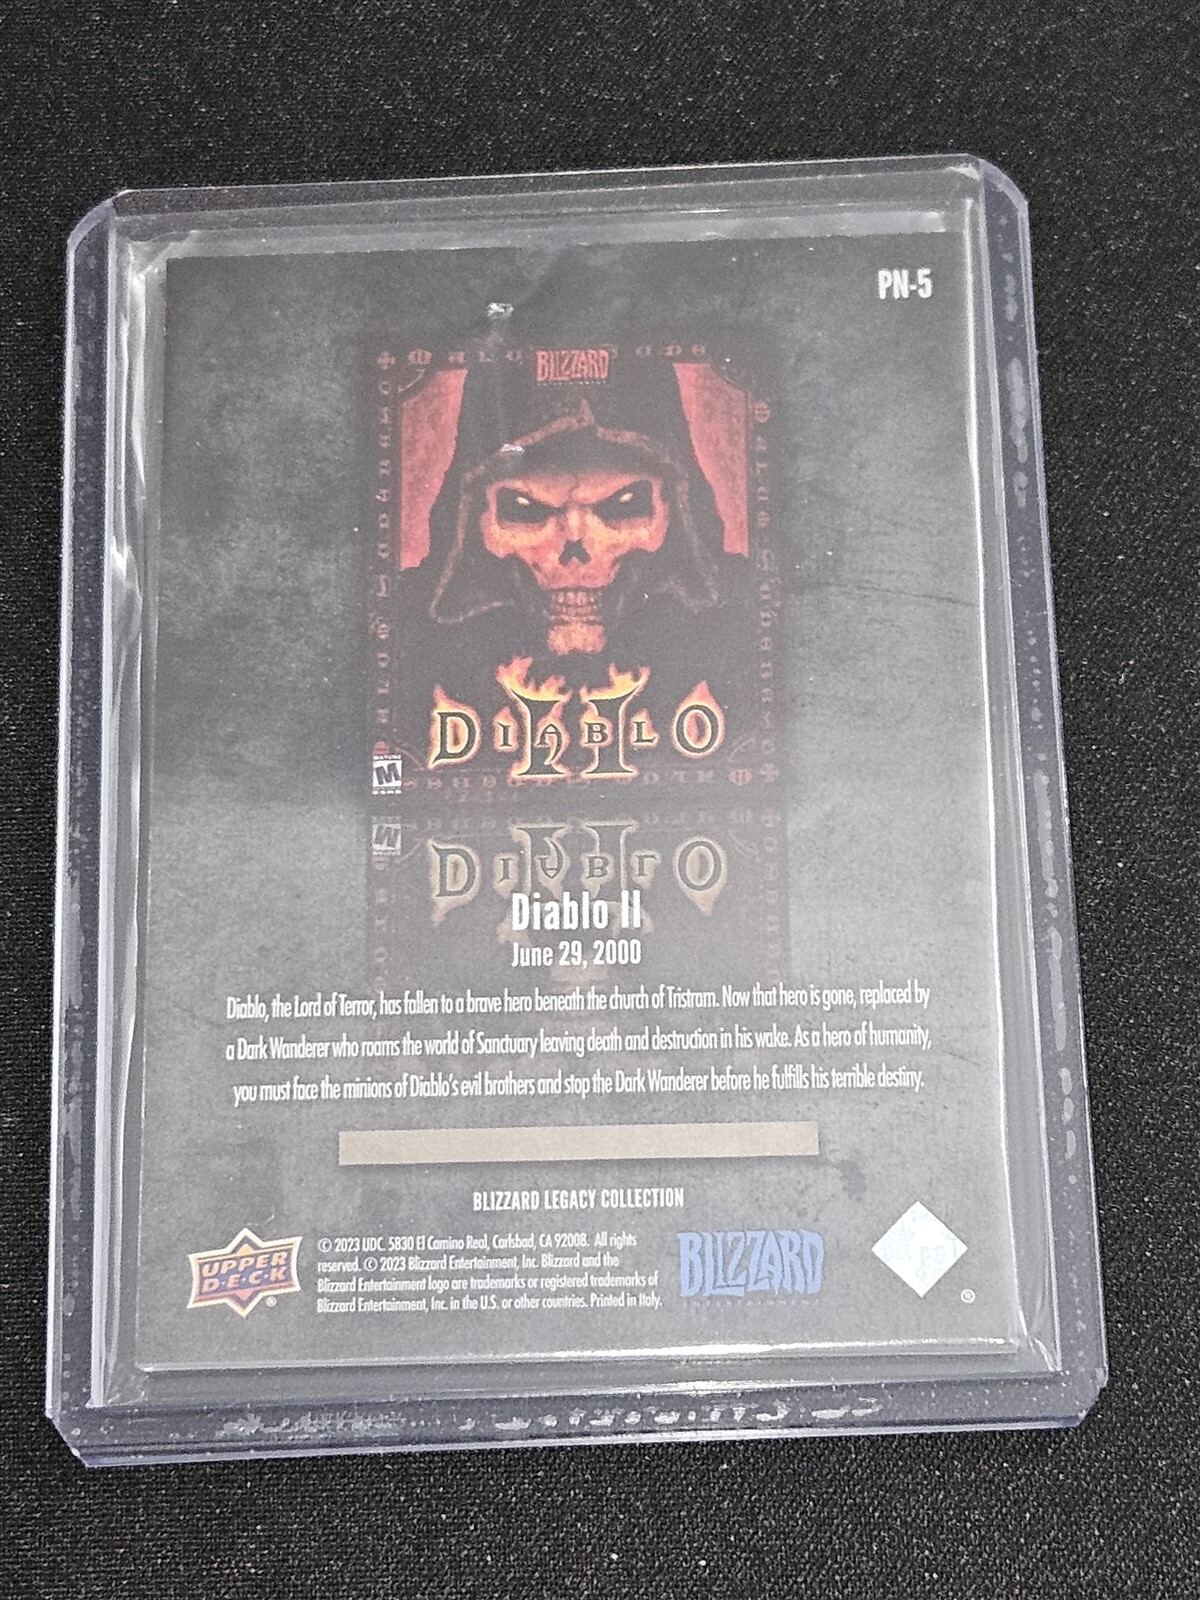 PN-5
BLIZZARD
ENTERTAINMENT
DIABLO
II
MATURE
M
DIABLO
II
Diablo II
June 29, 2000
Diablo, the Lord of Terror, has fallen to a brave hero beneath the church of Tristram. Now that hero is gone, replaced by
a Dark Wanderer who roams the world of Sanctuary leaving death and destruction in his wake. As a hero of humanity,
you must face the minions of Diablo's evil brothers and stop the Dark Wanderer before he fulfills his terrible destiny.
BLIZZARD LEGACY COLLECTION
UPPER
D·E·C·K
®
© 2023 UDC. 5830 El Camino Real, Carlsbad, CA 92008. All rights
reserved. © 2023 Blizzard Entertainment, Inc. Blizzard and the
Blizzard Entertainment logo are trademarks or registered trademarks of
Blizzard Entertainment, Inc. in the U.S. or other countries. Printed in Italy.
BLIZZARD
ENTERTAINMENT
®